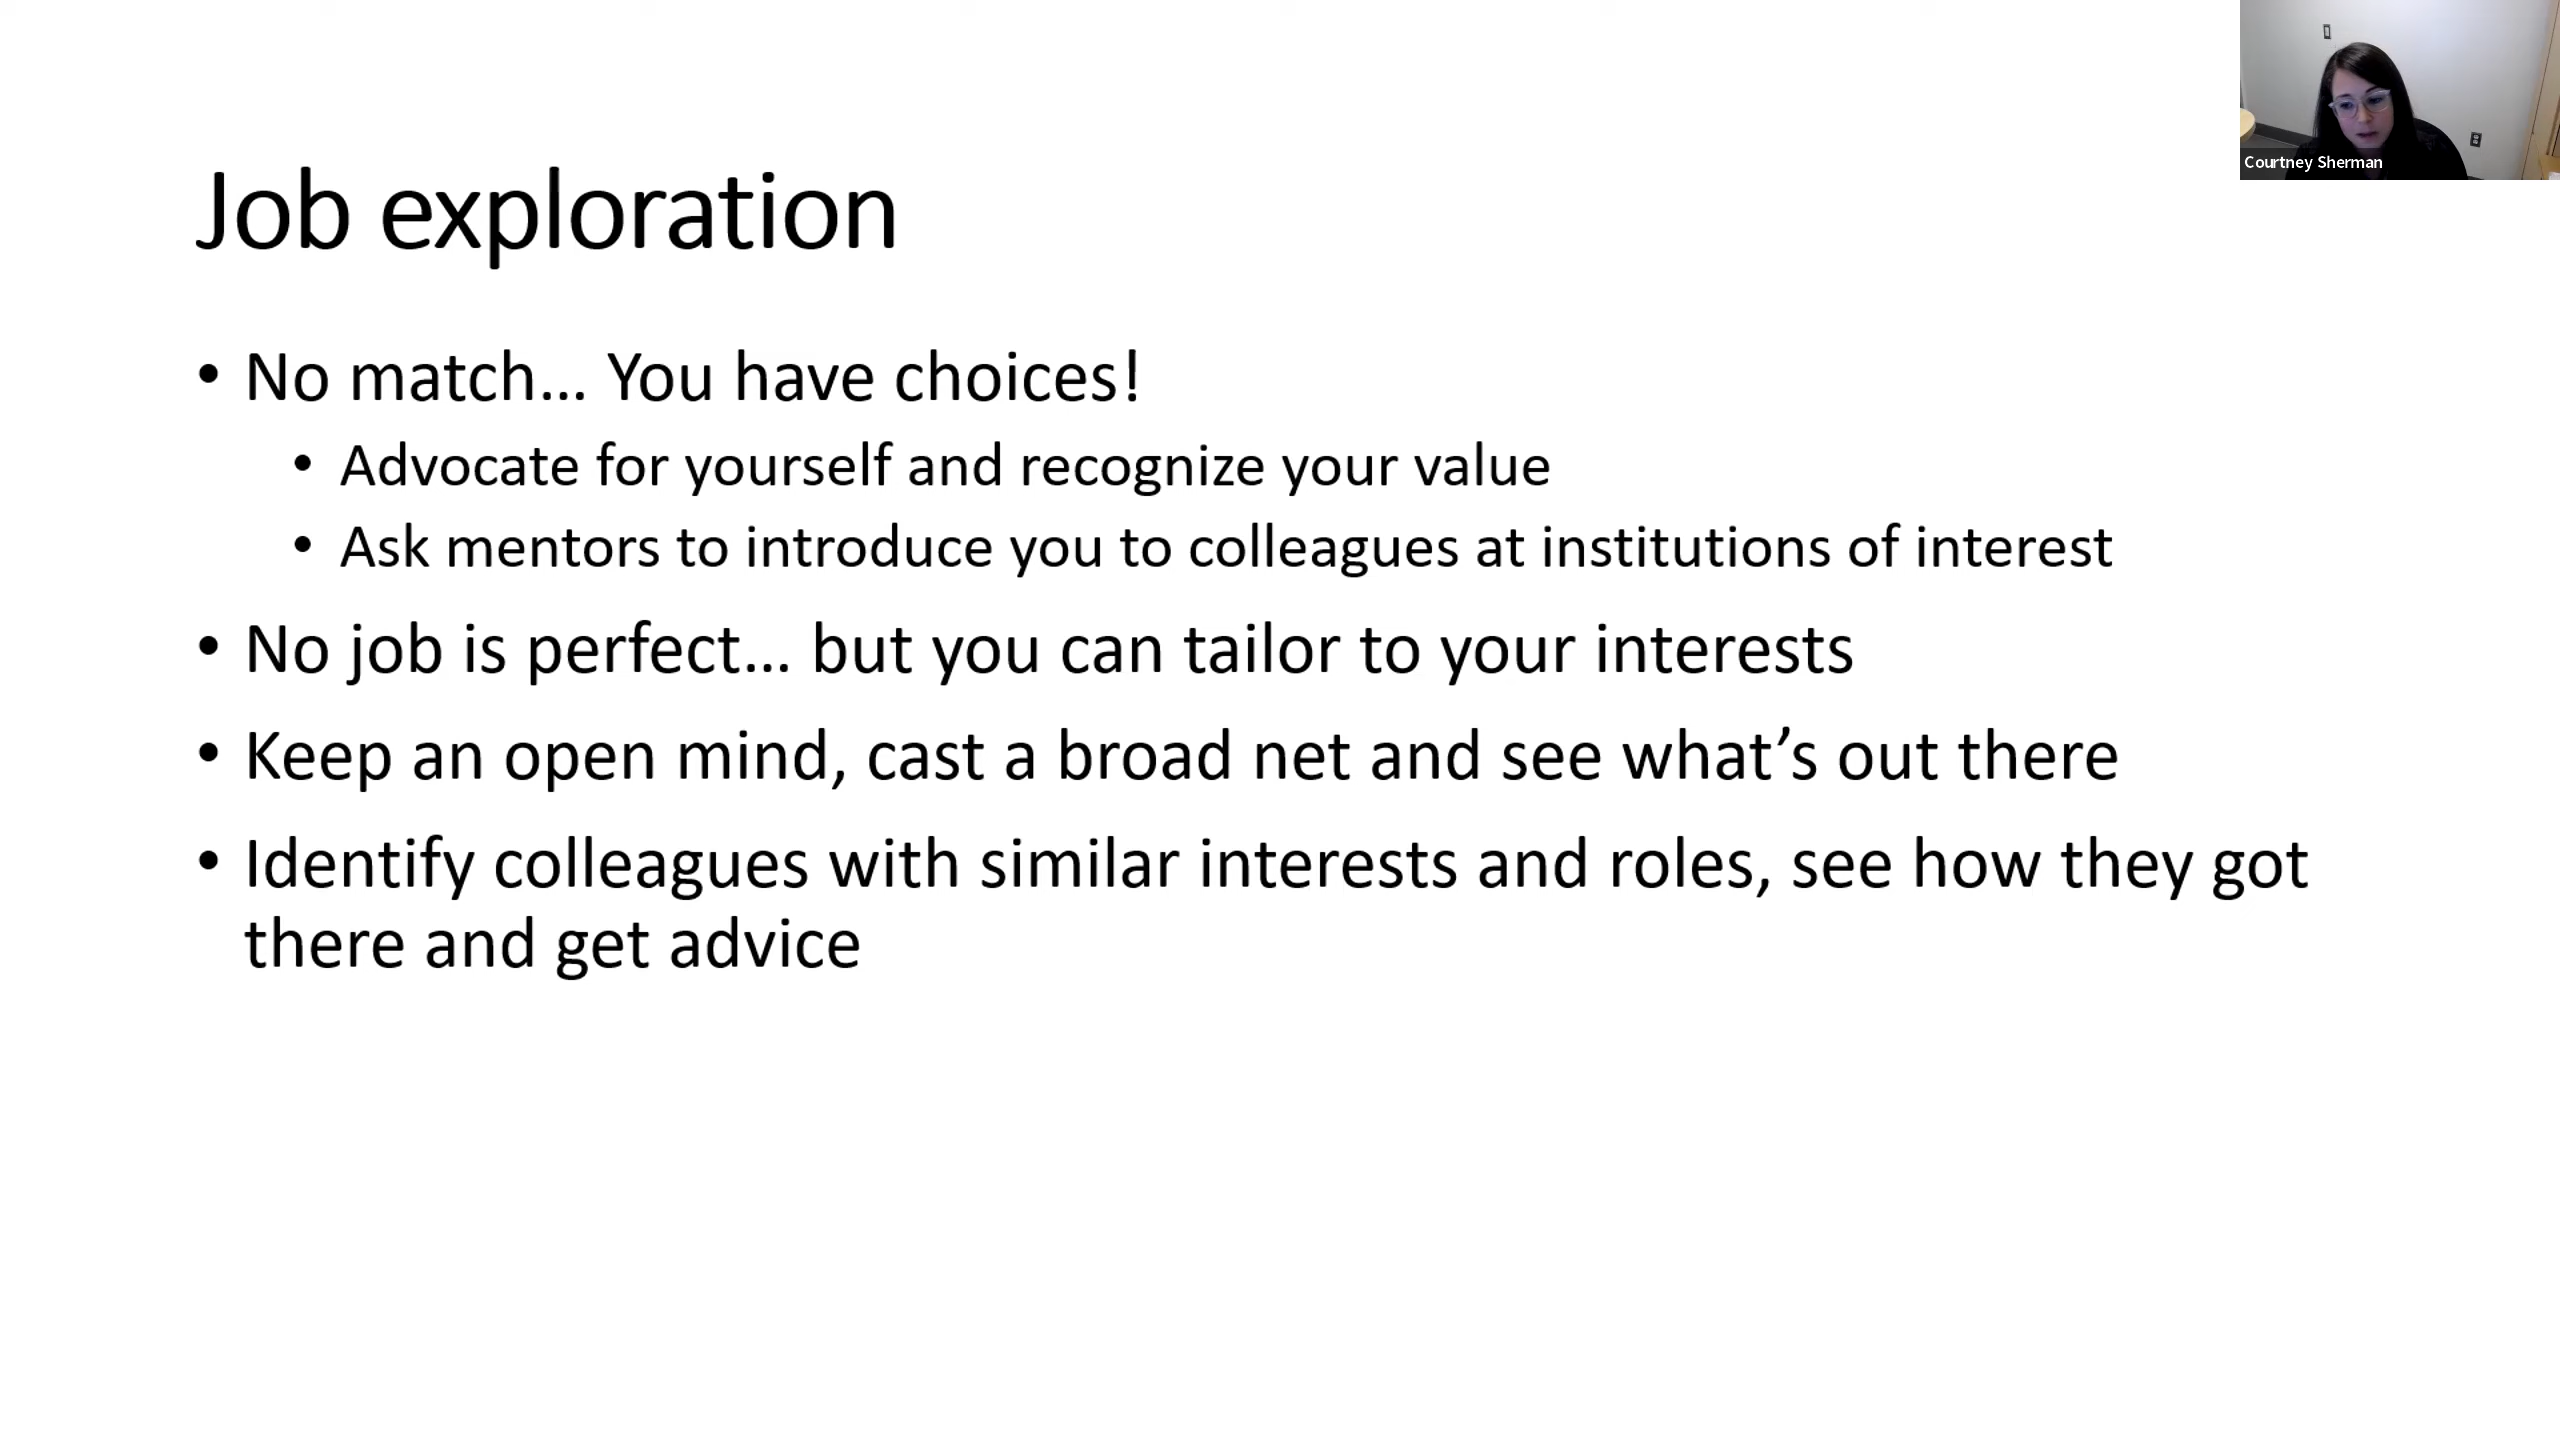 Courtney Sherman
Job exploration
• No match... You have choices!
• Advocate for yourself and recognize your value
• Ask mentors to introduce you to colleagues at institutions of interest
• No job is perfect... but you can tailor to your interests
• Keep an open mind, cast a broad net and see what’s out there
• Identify colleagues with similar interests and roles, see how they got
there and get advice